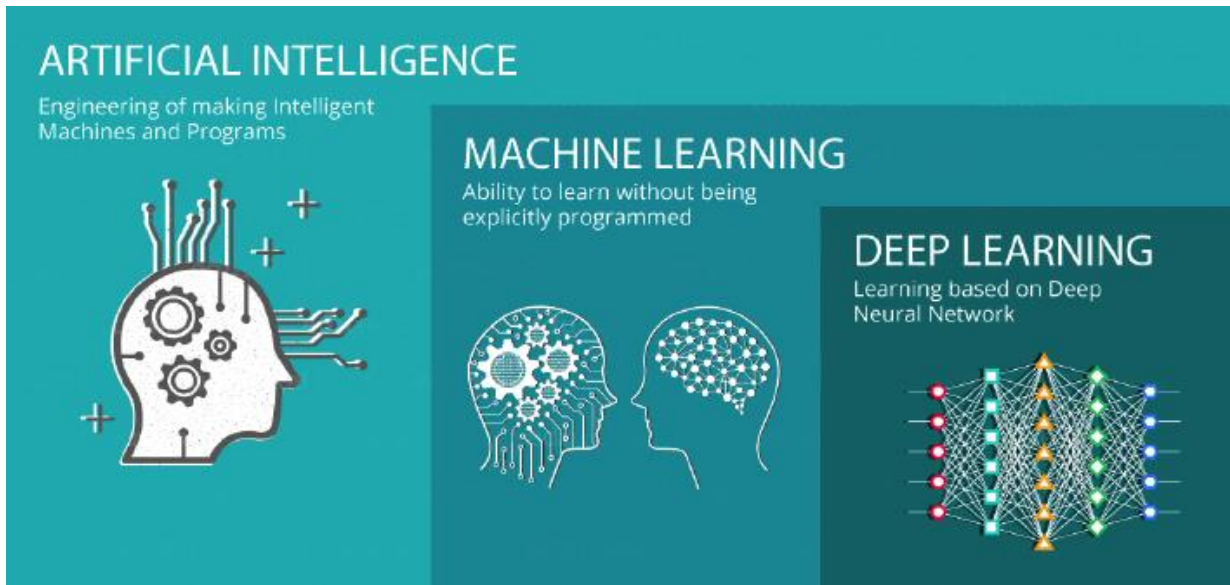 ARTIFICIAL INTELLIGENCE
Engineering of making Intelligent
Machines and Programs
MACHINE LEARNING
Ability to learn without being
explicitly programmed
DEEP LEARNING
Learning based on Deep
Neural Network